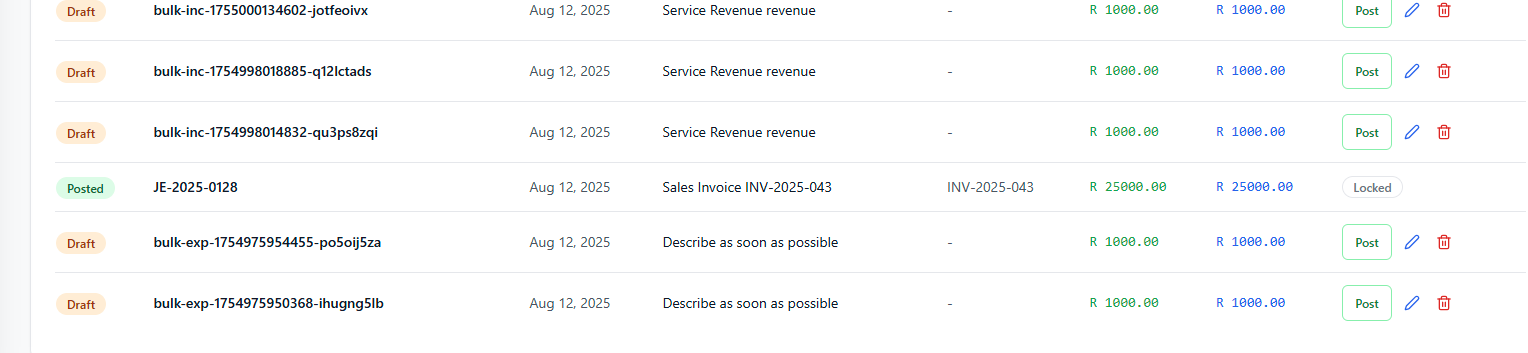 Draft bulk-inc-1755000134602-jotfeoivx Aug 12, 2025 Service Revenue revenue - R 1000.00 R 1000.00 Post
Draft bulk-inc-1754998018885-q12lctads Aug 12, 2025 Service Revenue revenue - R 1000.00 R 1000.00 Post
Draft bulk-inc-1754998014832-qu3ps8zqi Aug 12, 2025 Service Revenue revenue - R 1000.00 R 1000.00 Post
Posted JE-2025-0128 Aug 12, 2025 Sales Invoice INV-2025-043 INV-2025-043 R 25000.00 R 25000.00 Locked
Draft bulk-exp-1754975954455-po5oij5za Aug 12, 2025 Describe as soon as possible - R 1000.00 R 1000.00 Post
Draft bulk-exp-1754975950368-ihugng5lb Aug 12, 2025 Describe as soon as possible - R 1000.00 R 1000.00 Post